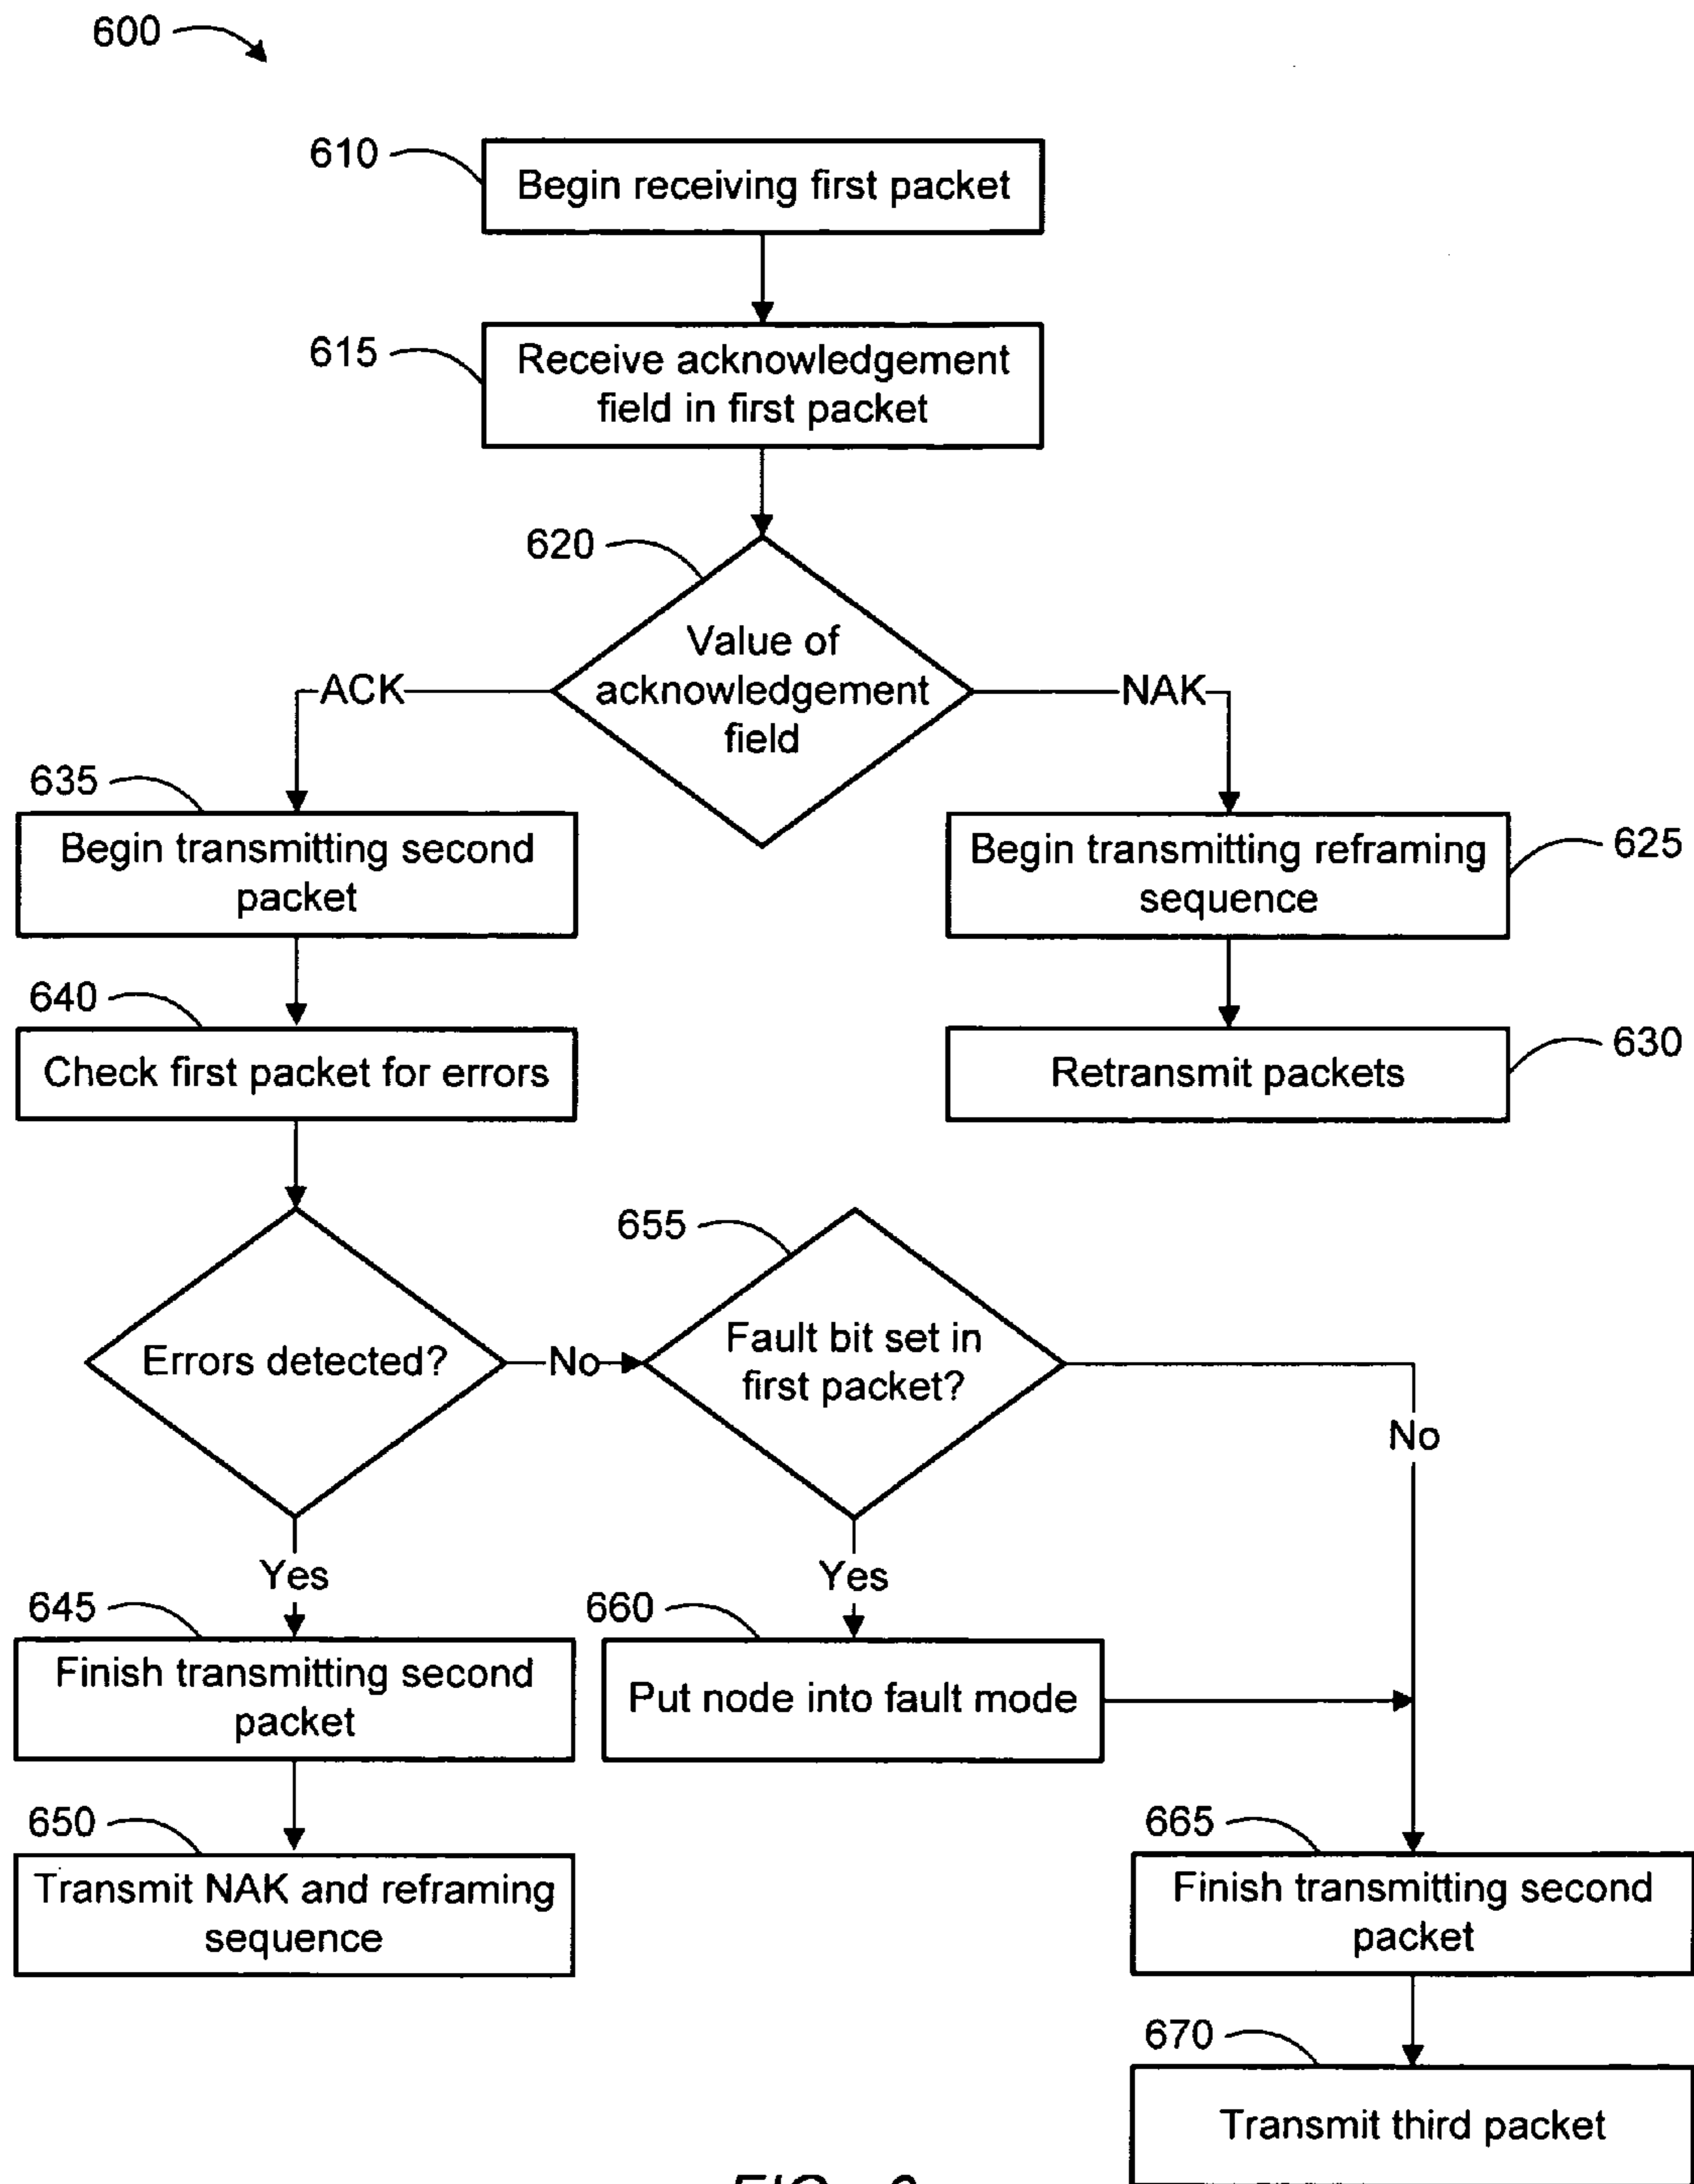 600
610
Begin receiving first packet
615
Receive acknowledgement
field in first packet
620
Value of
acknowledgement
field
ACK
NAK
635
Begin transmitting second
packet
Begin transmitting reframing
sequence
625
640
Check first packet for errors
Retransmit packets
630
Errors detected?
No
655
Fault bit set in
first packet?
No
Yes
Yes
645
Finish transmitting second
packet
660
Put node into fault mode
650
Transmit NAK and reframing
sequence
665
Finish transmitting second
packet
670
Transmit third packet